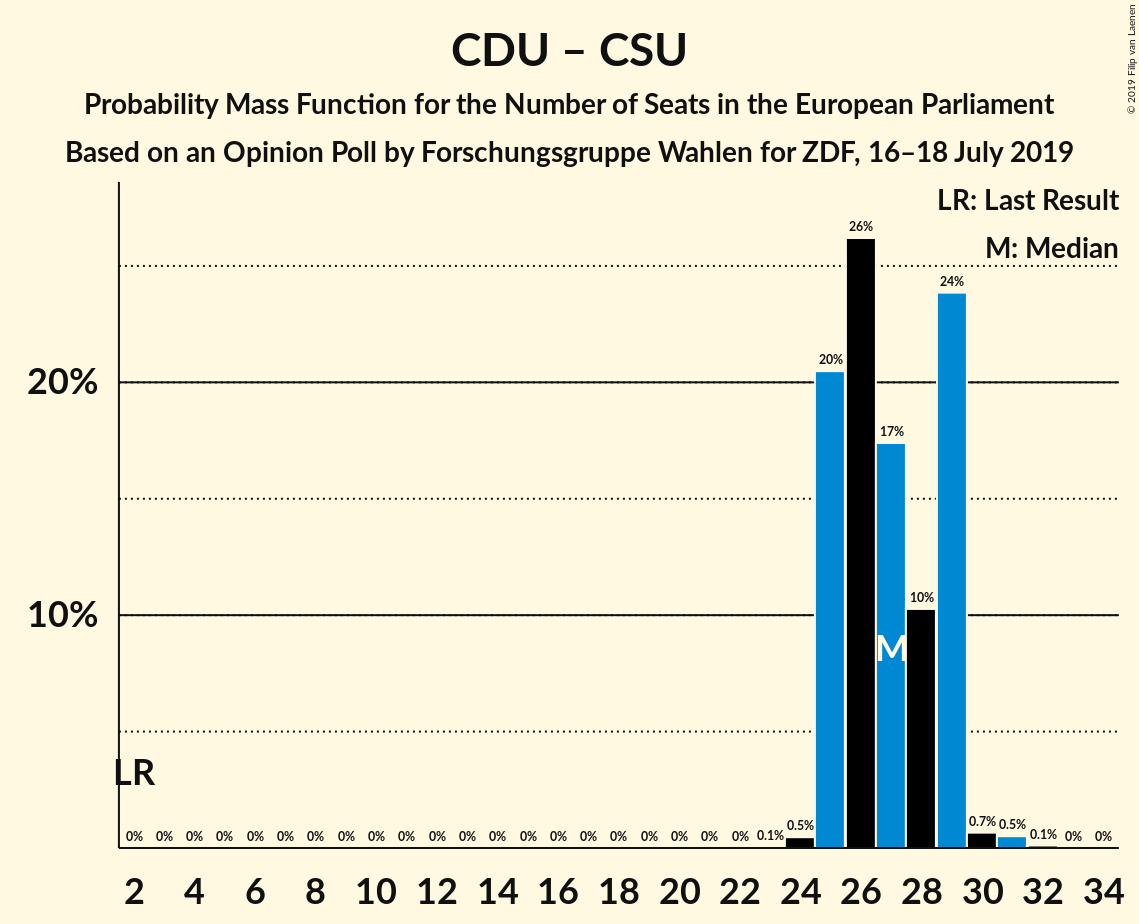 CDU – CSU
Probability Mass Function for the Number of Seats in the European Parliament
Based on an Opinion Poll by Forschungsgruppe Wahlen for ZDF, 16–18 July 2019
© 2019 Filip van Laenen
LR: Last Result
M: Median
26%
24%
20%
20%
17%
10%
10%
M
LR
0% 0% 0% 0% 0% 0% 0% 0% 0% 0% 0% 0% 0% 0% 0% 0% 0% 0% 0% 0% 0% 0.1% 0.5% 0.7% 0.5% 0.1% 0% 0%
2 4 6 8 10 12 14 16 18 20 22 24 26 28 30 32 34